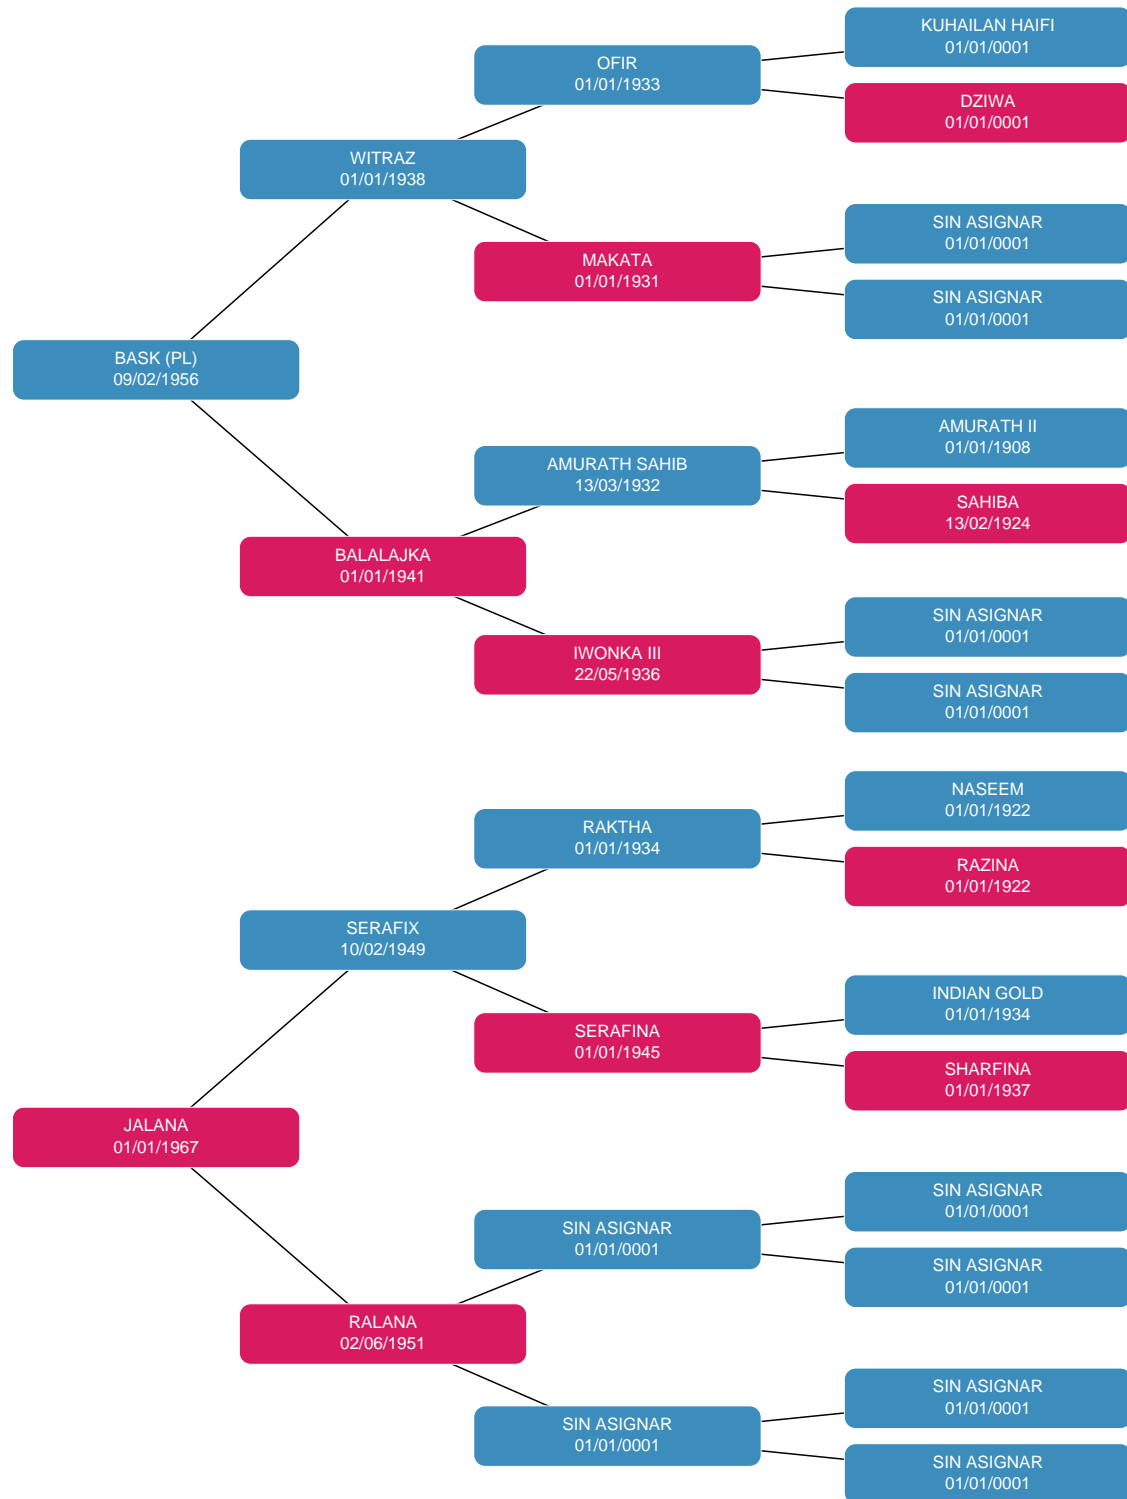 KUHAILAN HAIFI
01/01/0001
OFIR
01/01/1933
DZIWA
01/01/0001
WITRAZ
01/01/1938
SIN ASIGNAR
01/01/0001
MAKATA
01/01/1931
SIN ASIGNAR
01/01/0001
BASK (PL)
09/02/1956
AMURATH II
01/01/1908
AMURATH SAHIB
13/03/1932
SAHIBA
13/02/1924
BALALAJKA
01/01/1941
SIN ASIGNAR
01/01/0001
IWONKA III
22/05/1936
SIN ASIGNAR
01/01/0001
NASEEM
01/01/1922
RAKTHA
01/01/1934
RAZINA
01/01/1922
SERAFIX
10/02/1949
INDIAN GOLD
01/01/1934
SERAFINA
01/01/1945
SHARFINA
01/01/1937
JALANA
01/01/1967
SIN ASIGNAR
01/01/0001
SIN ASIGNAR
01/01/0001
SIN ASIGNAR
01/01/0001
RALANA
02/06/1951
SIN ASIGNAR
01/01/0001
SIN ASIGNAR
01/01/0001
SIN ASIGNAR
01/01/0001